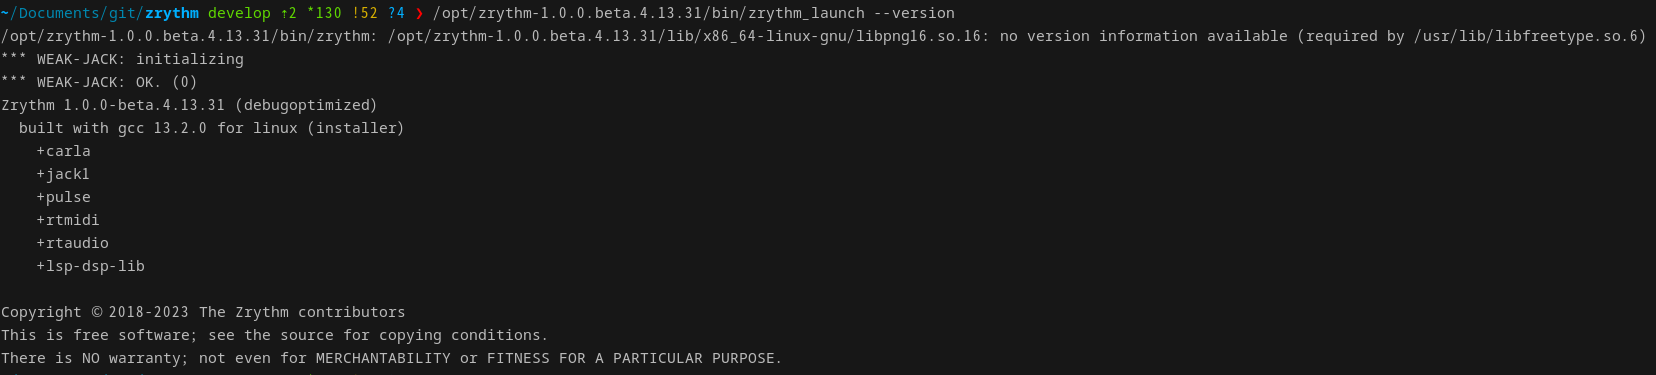 ~/Documents/git/zrythm develop ⇡2 *130 !52 ?4 ❯ /opt/zrythm-1.0.0.beta.4.13.31/bin/zrythm_launch --version
/opt/zrythm-1.0.0.beta.4.13.31/bin/zrythm: /opt/zrythm-1.0.0.beta.4.13.31/lib/x86_64-linux-gnu/libpng16.so.16: no version information available (required by /usr/lib/libfreetype.so.6)
*** WEAK-JACK: initializing
*** WEAK-JACK: OK. (0)
Zrythm 1.0.0-beta.4.13.31 (debugoptimized)
  built with gcc 13.2.0 for linux (installer)
    +carla
    +jack1
    +pulse
    +rtmidi
    +rtaudio
    +lsp-dsp-lib

Copyright © 2018-2023 The Zrythm contributors
This is free software; see the source for copying conditions.
There is NO warranty; not even for MERCHANTABILITY or FITNESS FOR A PARTICULAR PURPOSE.